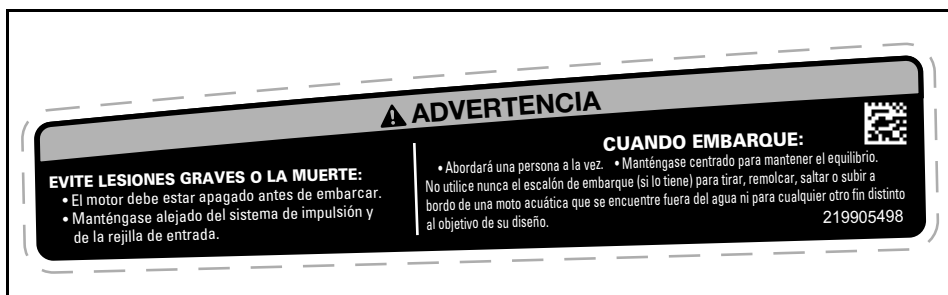 ADVERTENCIA
EVITE LESIONES GRAVES O LA MUERTE:
• El motor debe estar apagado antes de embarcar.
• Manténgase alejado del sistema de impulsión y
de la rejilla de entrada.
CUANDO EMBARQUE:
• Abordará una persona a la vez. • Manténgase centrado para mantener el equilibrio.
No utilice nunca el escalón de embarque (si lo tiene) para tirar, remolcar, saltar o subir a
bordo de una moto acuática que se encuentre fuera del agua ni para cualquier otro fin distinto
al objetivo de su diseño.
219905498